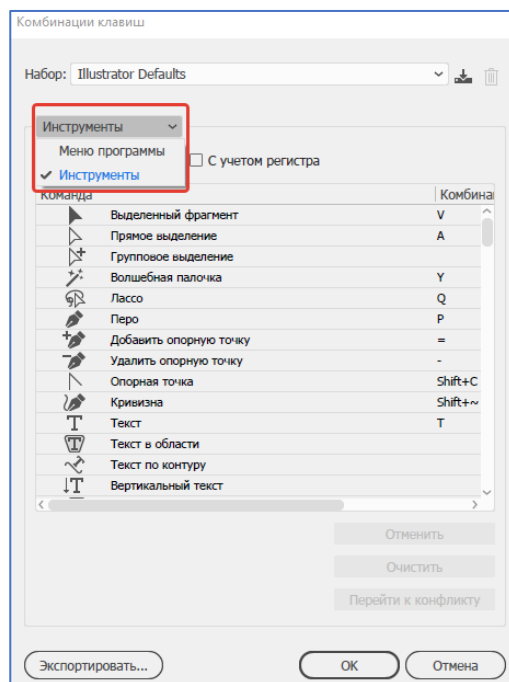 Комбинации клавиш
Набор: Illustrator Defaults
Инструменты
Меню программы
Инструменты
С учетом регистра
Команда Комбина
Выделенный фрагмент V
Прямое выделение A
Групповое выделение
Волшебная палочка Y
Лассо Q
Перо P
Добавить опорную точку =
Удалить опорную точку -
Опорная точка Shift+C
Кривизна Shift+~
Текст T
Текст в области
Текст по контуру
Вертикальный текст
Отменить
Очистить
Перейти к конфликту
Экспортировать... ОК Отмена